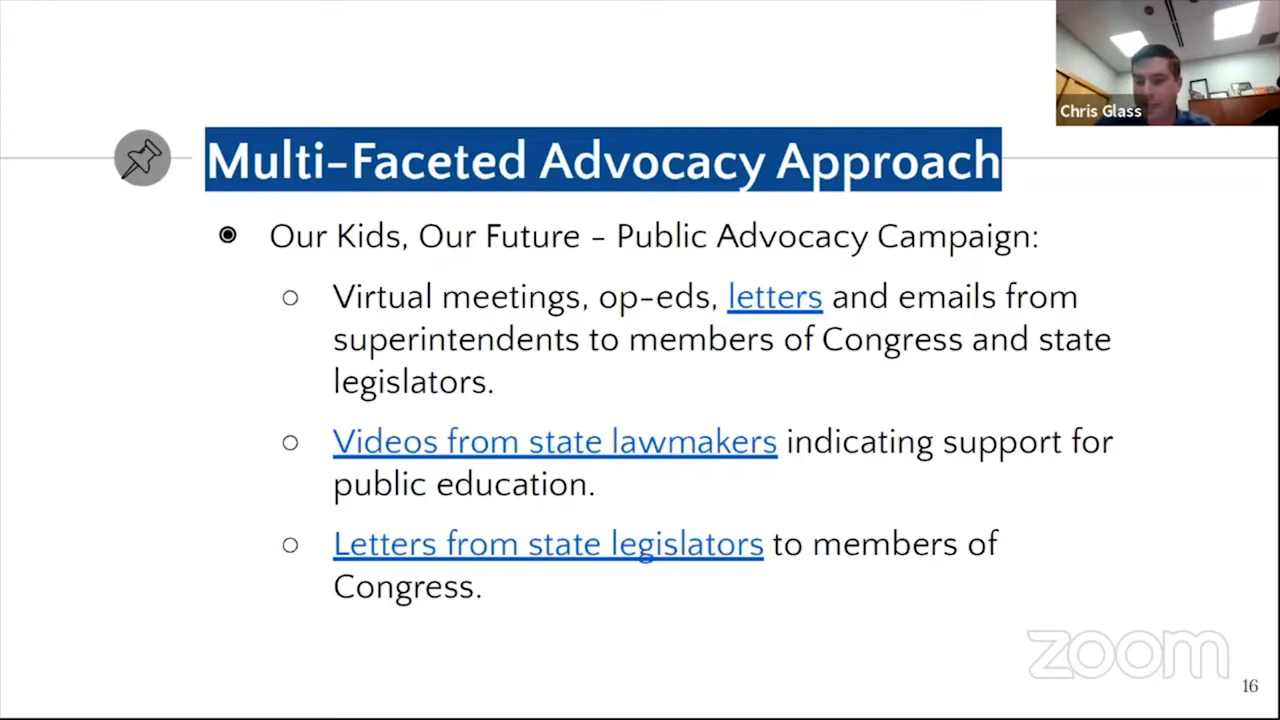 Chris Glass
Multi-Faceted Advocacy Approach
Our Kids, Our Future - Public Advocacy Campaign:
Virtual meetings, op-eds, letters and emails from
superintendents to members of Congress and state
legislators.
Videos from state lawmakers indicating support for
public education.
Letters from state legislators to members of
Congress.
zoom
16